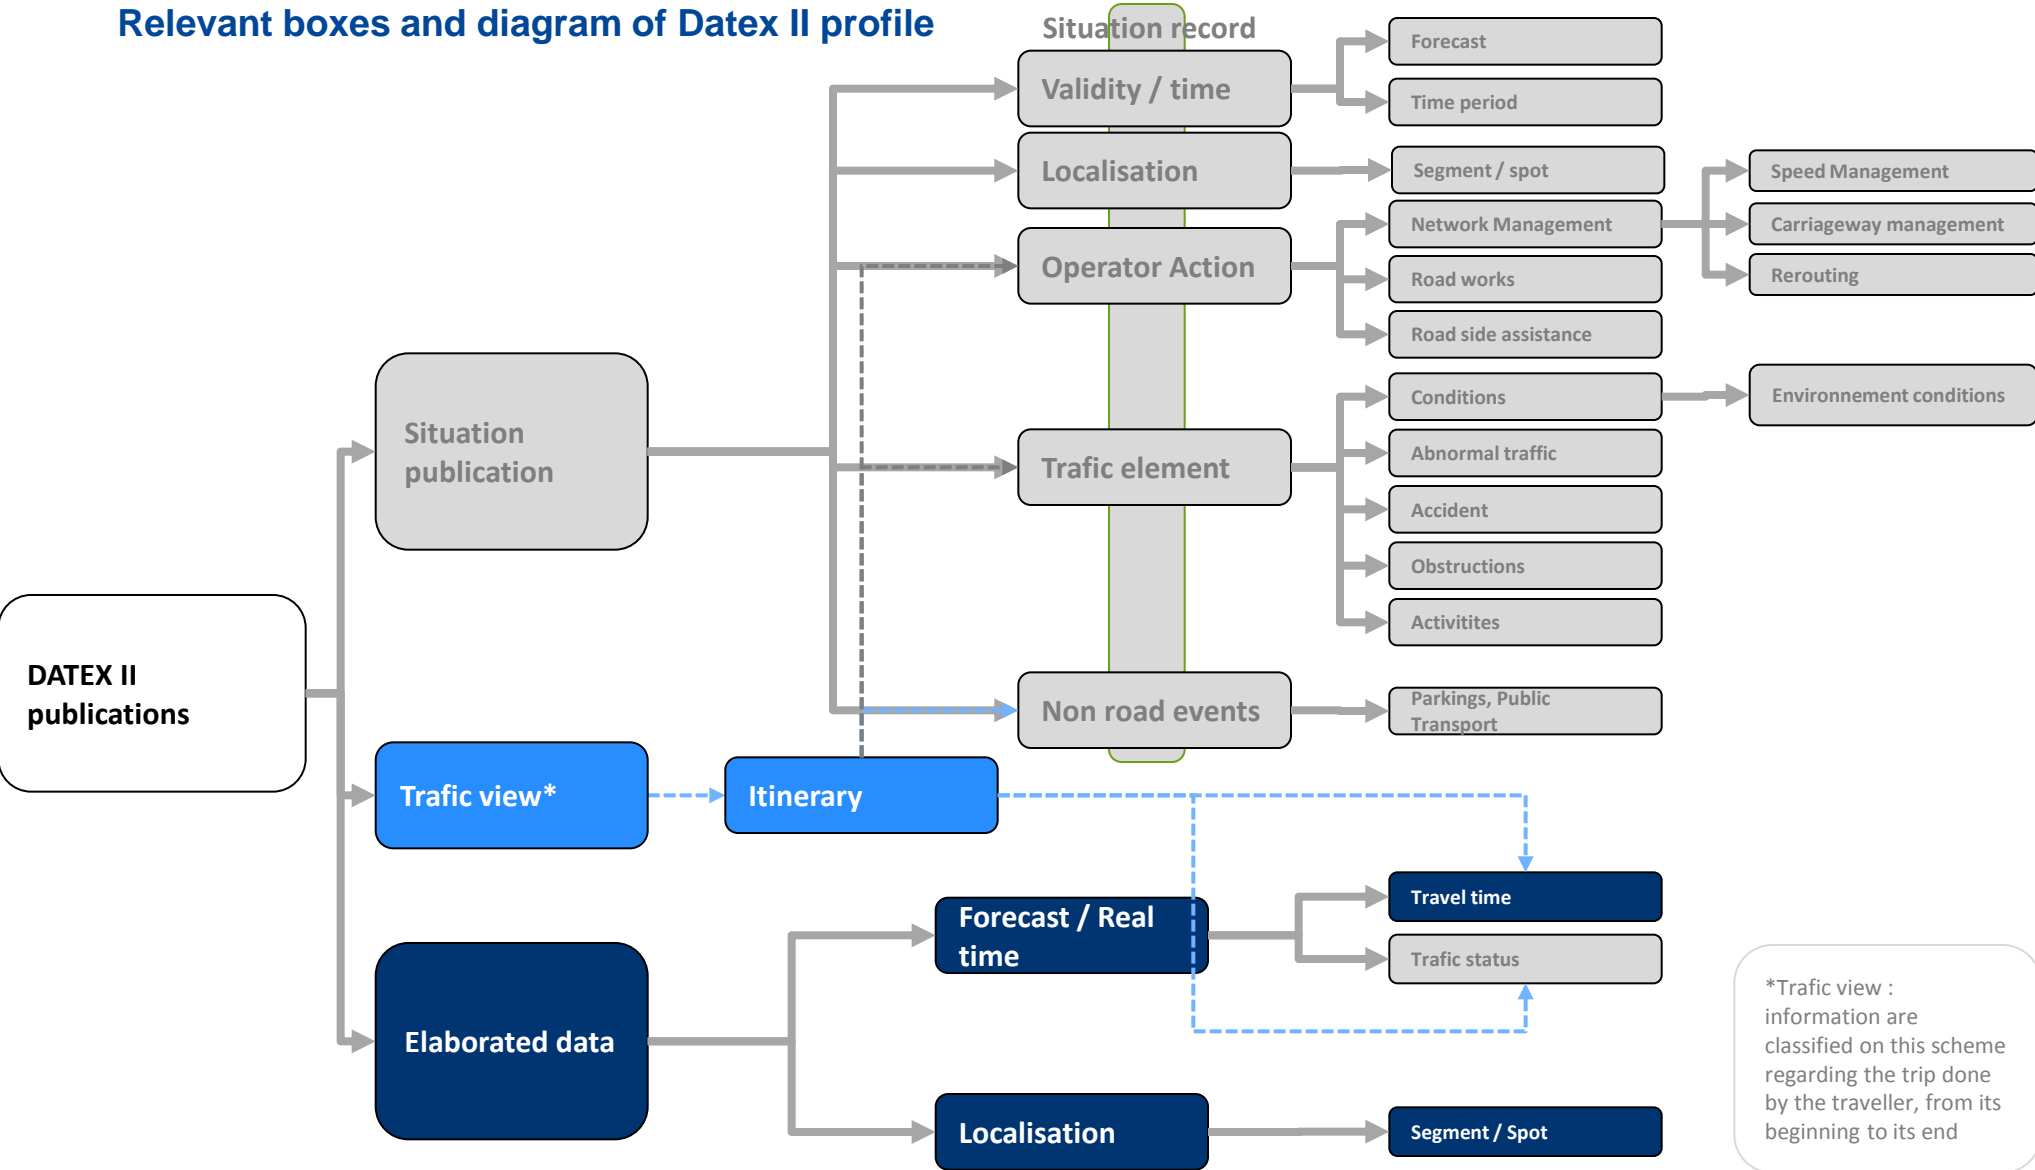 Relevant boxes and diagram of Datex II profile
Situation record
Validity / time
Forecast
Time period
Localisation
Segment / spot
Operator Action
Network Management
Road works
Road side assistance
Speed Management
Carriageway management
Rerouting
Situation
publication
Trafic element
Conditions
Abnormal traffic
Accident
Obstructions
Activitites
Environnement conditions
Non road events
Parkings, Public
Transport
DATEX II
publications
Trafic view*
Itinerary
Elaborated data
Forecast / Real
time
Travel time
Trafic status
Localisation
Segment / Spot
*Trafic view :
information are
classified on this scheme
regarding the trip done
by the traveller, from its
beginning to its end